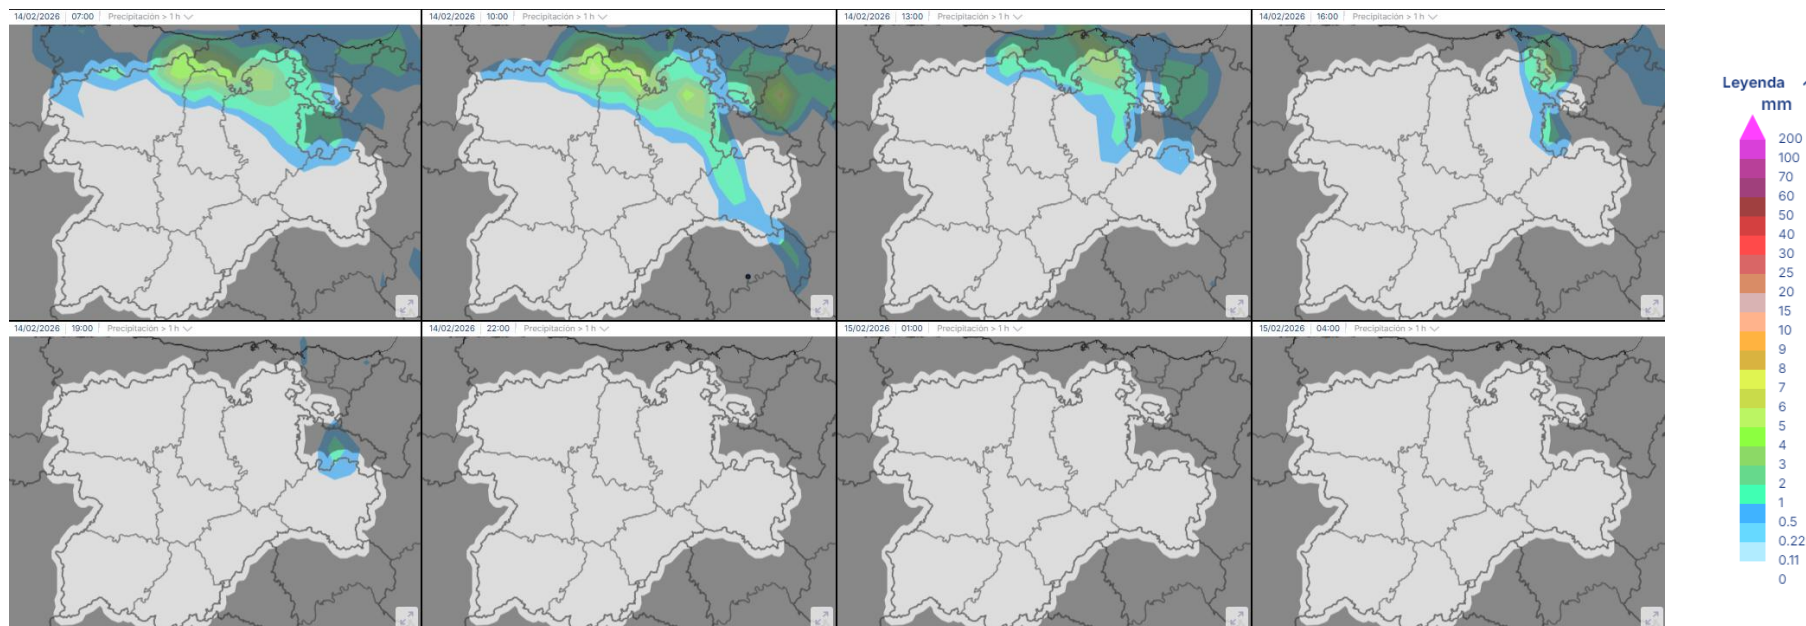 14/02/2026 07:00 Precipitación > 1 h
14/02/2026 10:00 Precipitación > 1 h
14/02/2026 13:00 Precipitación > 1 h
14/02/2026 16:00 Precipitación > 1 h
Leyenda
mm
200
100
70
60
50
40
30
25
20
15
10
9
8
7
6
5
4
3
2
1
0.5
0.22
0.11
0
14/02/2026 19:00 Precipitación > 1 h
14/02/2026 22:00 Precipitación > 1 h
15/02/2026 01:00 Precipitación > 1 h
15/02/2026 04:00 Precipitación > 1 h